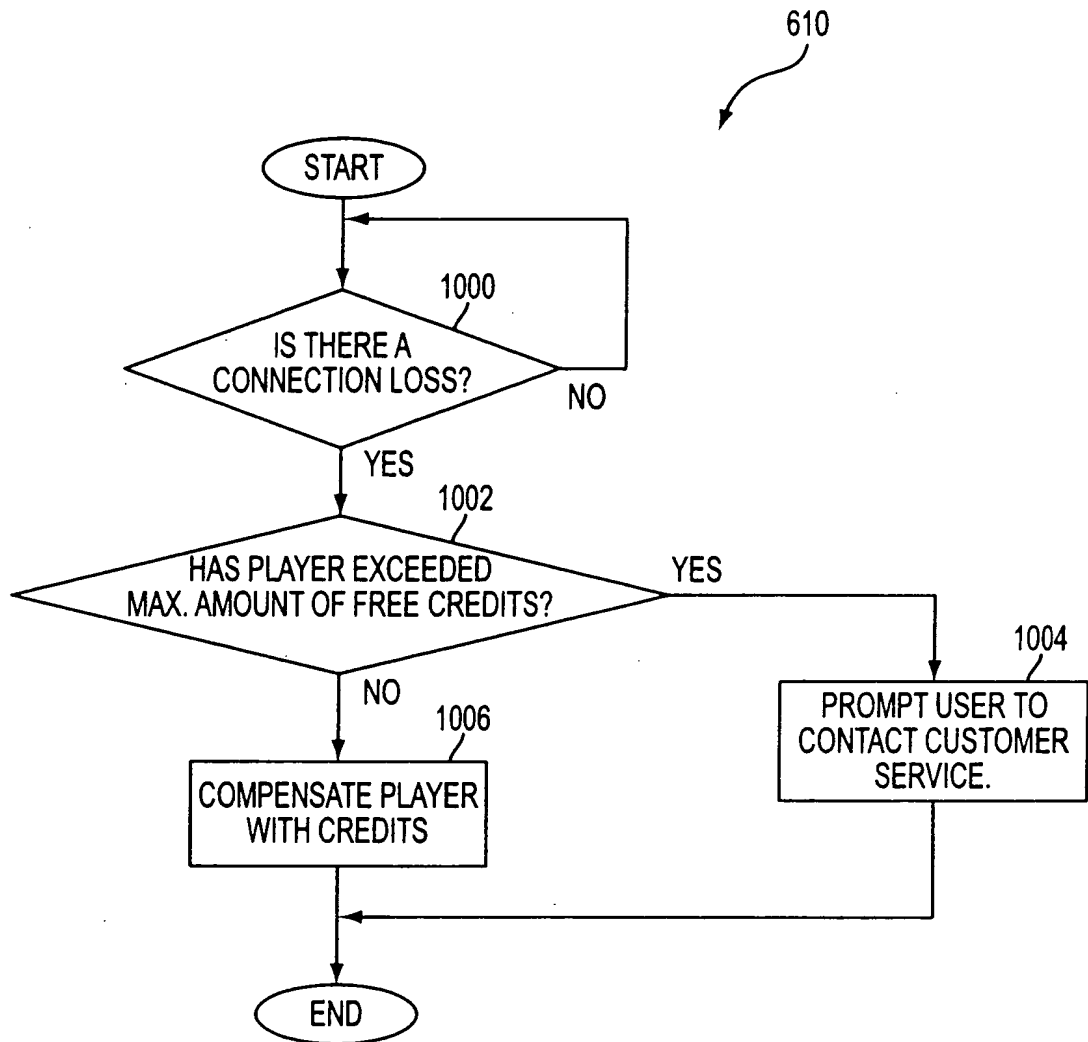 610
START
1000
IS THERE A
CONNECTION LOSS?
NO
YES
1002
HAS PLAYER EXCEEDED
MAX. AMOUNT OF FREE CREDITS?
YES
NO
1004
PROMPT USER TO
CONTACT CUSTOMER
SERVICE.
1006
COMPENSATE PLAYER
WITH CREDITS
END